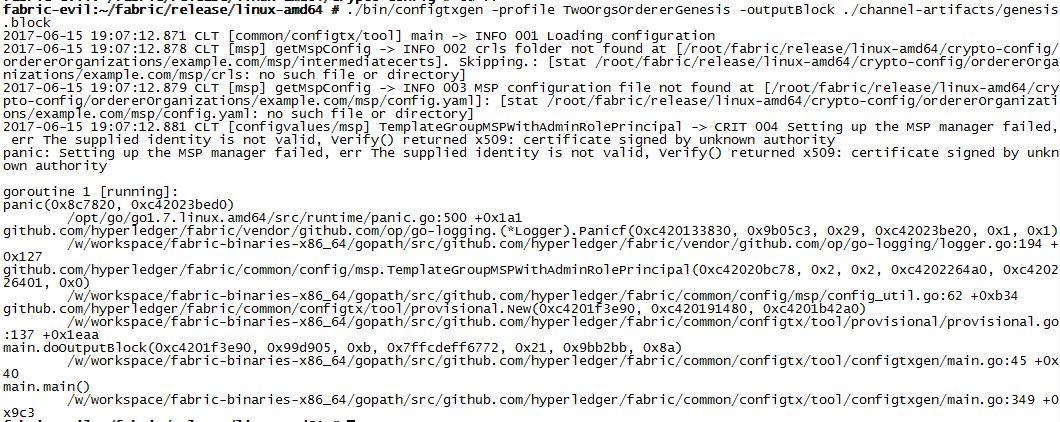 fabric-evil:~/fabric/release/linux-amd64 # ./bin/configtxgen -profile TwoOrgsOrdererGenesis -outputBlock ./channel-artifacts/genesis
.block
2017-06-15 19:07:12.871 CLT [common/configtx/tool] main -> INFO 001 Loading configuration
2017-06-15 19:07:12.878 CLT [msp] getMspConfig -> INFO 002 crls folder not found at [/root/fabric/release/linux-amd64/crypto-config/
ordererOrganizations/example.com/msp/intermediatecerts]. Skipping.: [stat /root/fabric/release/linux-amd64/crypto-config/ordererOrga
nizations/example.com/msp/crls: no such file or directory]
2017-06-15 19:07:12.879 CLT [msp] getMspConfig -> INFO 003 MSP configuration file not found at [/root/fabric/release/linux-amd64/cry
pto-config/ordererOrganizations/example.com/msp/config.yaml]: [stat /root/fabric/release/linux-amd64/crypto-config/ordererOrganizati
ons/example.com/msp/config.yaml: no such file or directory]
2017-06-15 19:07:12.881 CLT [configvalues/msp] TemplateGroupMSPWithAdminRolePrincipal -> CRIT 004 Setting up the MSP manager failed,
 err The supplied identity is not valid, Verify() returned x509: certificate signed by unknown authority
panic: Setting up the MSP manager failed, err The supplied identity is not valid, Verify() returned x509: certificate signed by unkn
own authority

goroutine 1 [running]:
panic(0x8c7820, 0xc42023bed0)
        /opt/go/go1.7.linux.amd64/src/runtime/panic.go:500 +0x1a1
github.com/hyperledger/fabric/vendor/github.com/op/go-logging.(*Logger).Panicf(0xc420133830, 0x9b05c3, 0x29, 0xc42023be20, 0x1, 0x1)
        /w/workspace/fabric-binaries-x86_64/gopath/src/github.com/hyperledger/fabric/vendor/github.com/op/go-logging/logger.go:194 +
0x127
github.com/hyperledger/fabric/common/config/msp.TemplateGroupMSPWithAdminRolePrincipal(0xc42020bc78, 0x2, 0x2, 0xc4202264a0, 0xc4202
26401, 0x0)
        /w/workspace/fabric-binaries-x86_64/gopath/src/github.com/hyperledger/fabric/common/config/msp/config_util.go:62 +0xb34
github.com/hyperledger/fabric/common/configtx/tool/provisional.New(0xc4201f3e90, 0xc420191480, 0xc4201b42a0)
        /w/workspace/fabric-binaries-x86_64/gopath/src/github.com/hyperledger/fabric/common/configtx/tool/provisional/provisional.go
:137 +0x1eaa
main.doOutputBlock(0xc4201f3e90, 0x99d905, 0xb, 0x7ffcdeff6772, 0x21, 0x9bb2bb, 0x8a)
        /w/workspace/fabric-binaries-x86_64/gopath/src/github.com/hyperledger/fabric/common/configtx/tool/configtxgen/main.go:45 +0x
40
main.main()
        /w/workspace/fabric-binaries-x86_64/gopath/src/github.com/hyperledger/fabric/common/configtx/tool/configtxgen/main.go:349 +0
x9c3